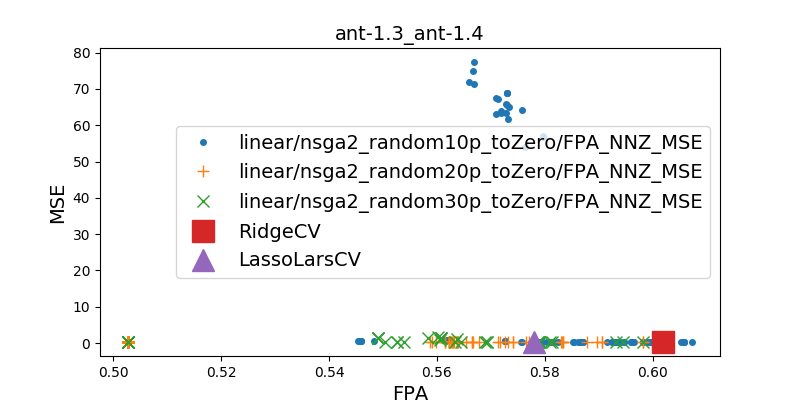 ant-1.3_ant-1.4
MSE
80
70
60
50
40
30
20
10
0
linear/nsga2_random10p_toZero/FPA_NNZ_MSE
linear/nsga2_random20p_toZero/FPA_NNZ_MSE
linear/nsga2_random30p_toZero/FPA_NNZ_MSE
RidgeCV
LassoLarsCV
0.50 0.52 0.54 0.56 0.58 0.60
FPA